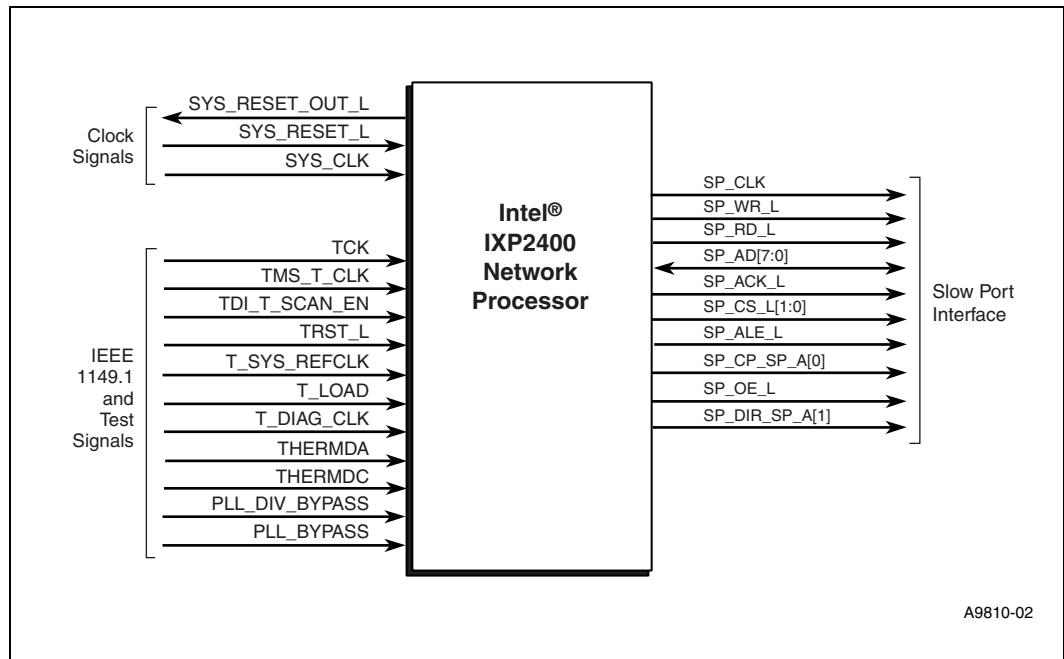 Clock
Signals
SYS_RESET_OUT_L
SYS_RESET_L
SYS_CLK
IEEE
1149.1
and
Test
Signals
TCK
TMS_T_CLK
TDI_T_SCAN_EN
TRST_L
T_SYS_REFCLK
T_LOAD
T_DIAG_CLK
THERMDA
THERMDC
PLL_DIV_BYPASS
PLL_BYPASS
Intel®
IXP2400
Network
Processor
SP_CLK
SP_WR_L
SP_RD_L
SP_AD[7:0]
SP_ACK_L
SP_CS_L[1:0]
SP_ALE_L
SP_CP_SP_A[0]
SP_OE_L
SP_DIR_SP_A[1]
Slow Port
Interface
A9810-02